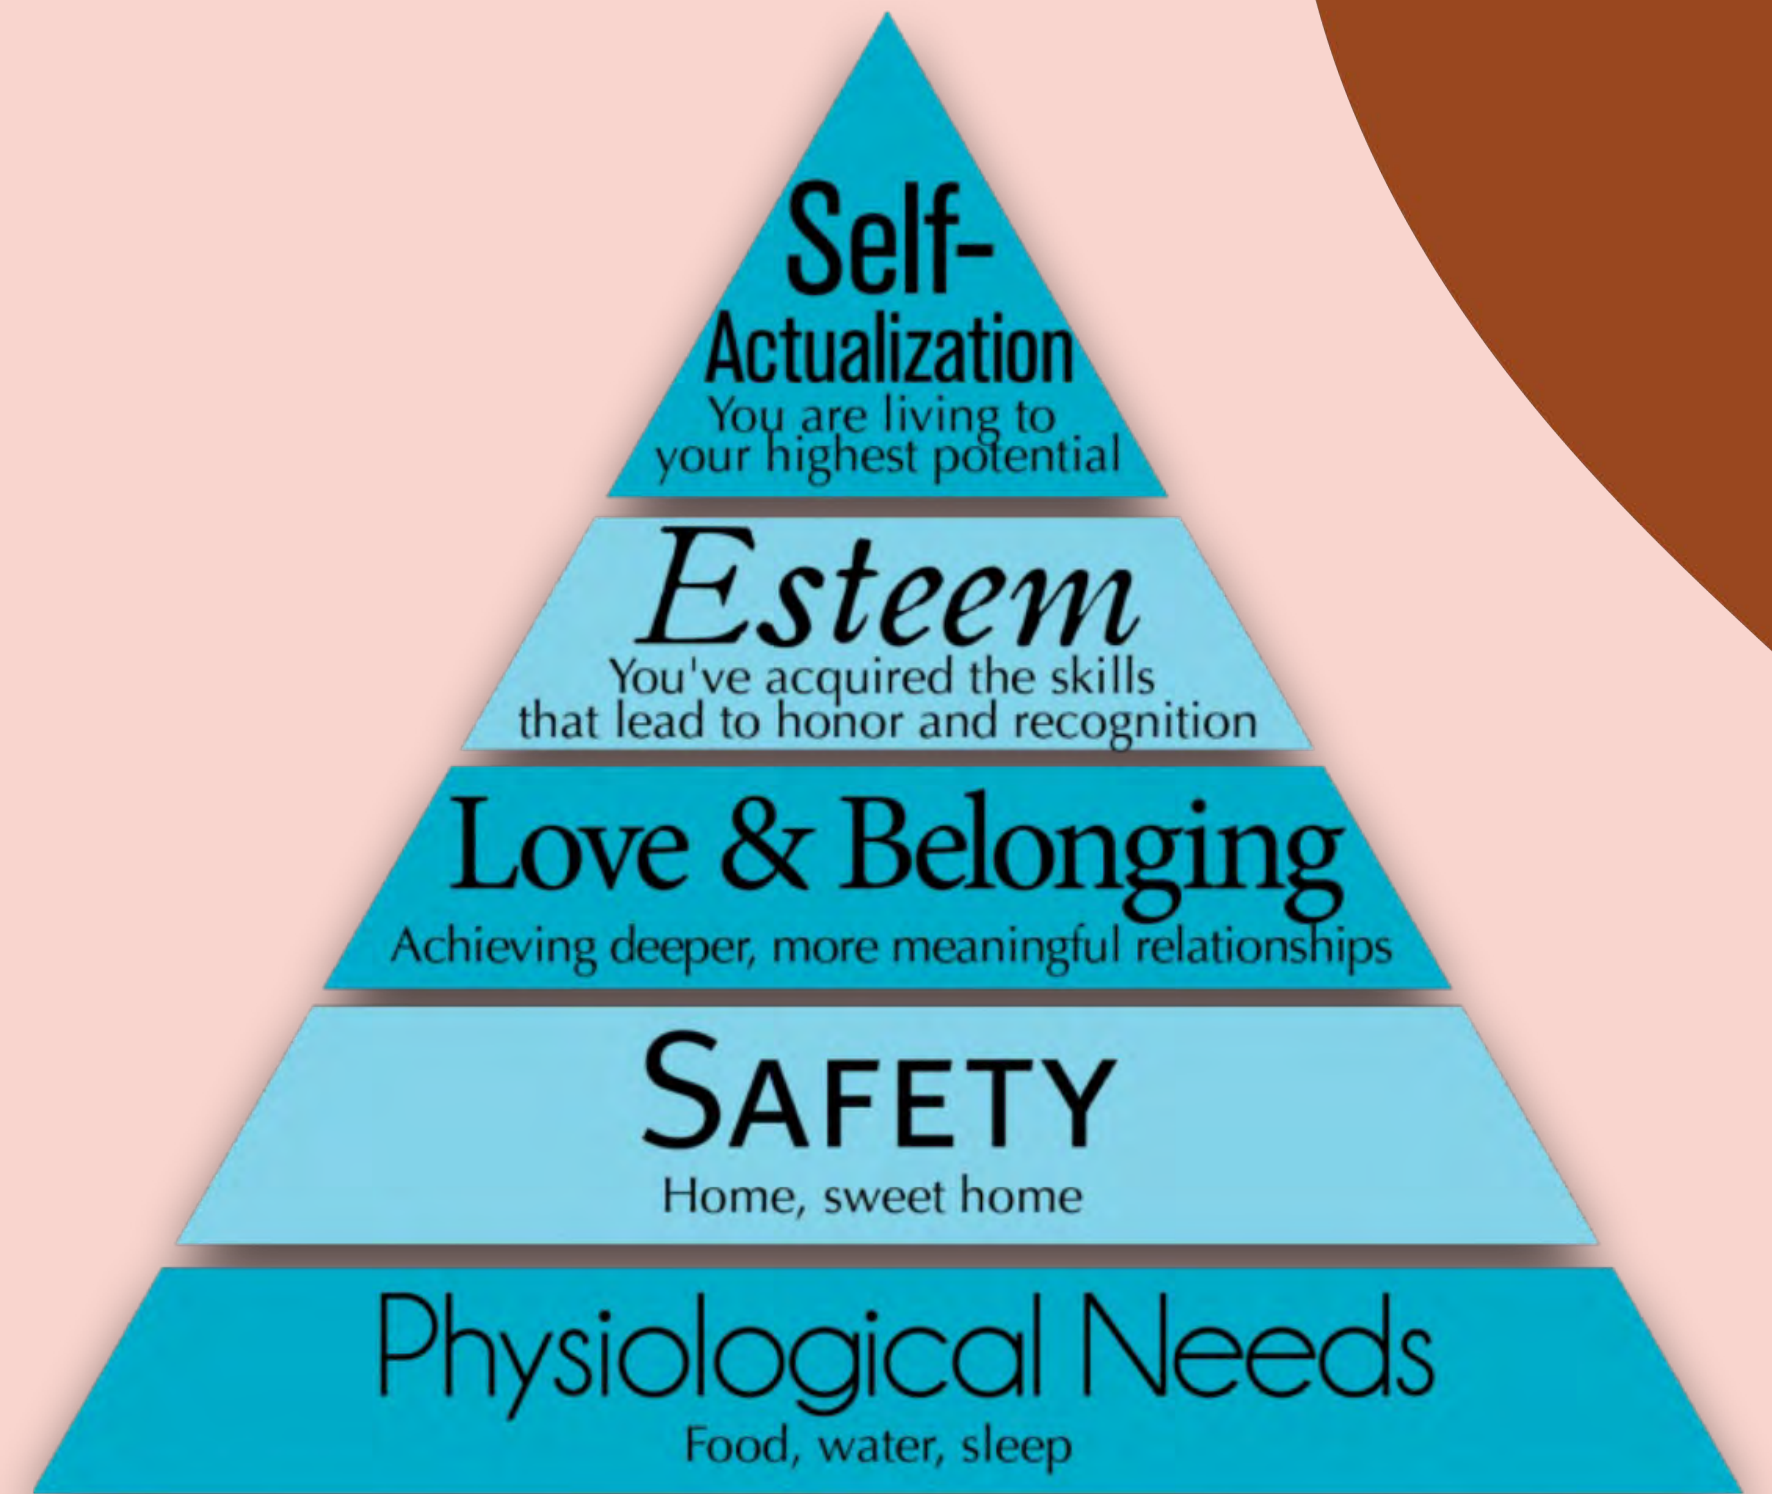 Self-
Actualization
You are living to
your highest potential
Esteem
You've acquired the skills
that lead to honor and recognition
Love & Belonging
Achieving deeper, more meaningful relationships
SAFETY
Home, sweet home
Physiological Needs
Food, water, sleep